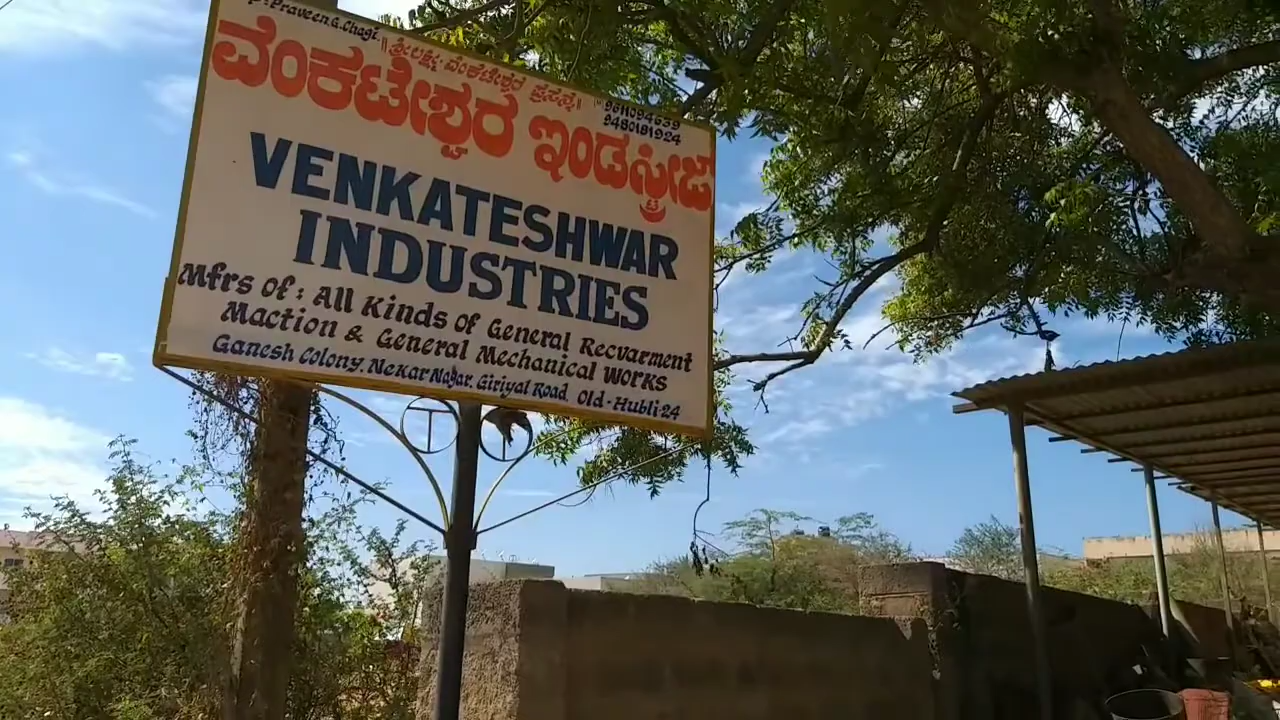 Praveen.G.Chagi.
॥ ಶ್ರೀ ಲಕ್ಷ್ಮೀ ವೆಂಕಟೇಶ್ವರ ಪ್ರಸನ್ನ ॥
9611094639
9480181924
ವೆಂಕಟೇಶ್ವರ ಇಂಡಸ್ಟ್ರೀಜ
VENKATESHWAR
INDUSTRIES
Mfrs of : All Kinds of General Recvarment
Maction & General Mechanical Works
Ganesh Colony, Nekar Nagar, Giriyal Road, Old-Hubli-24